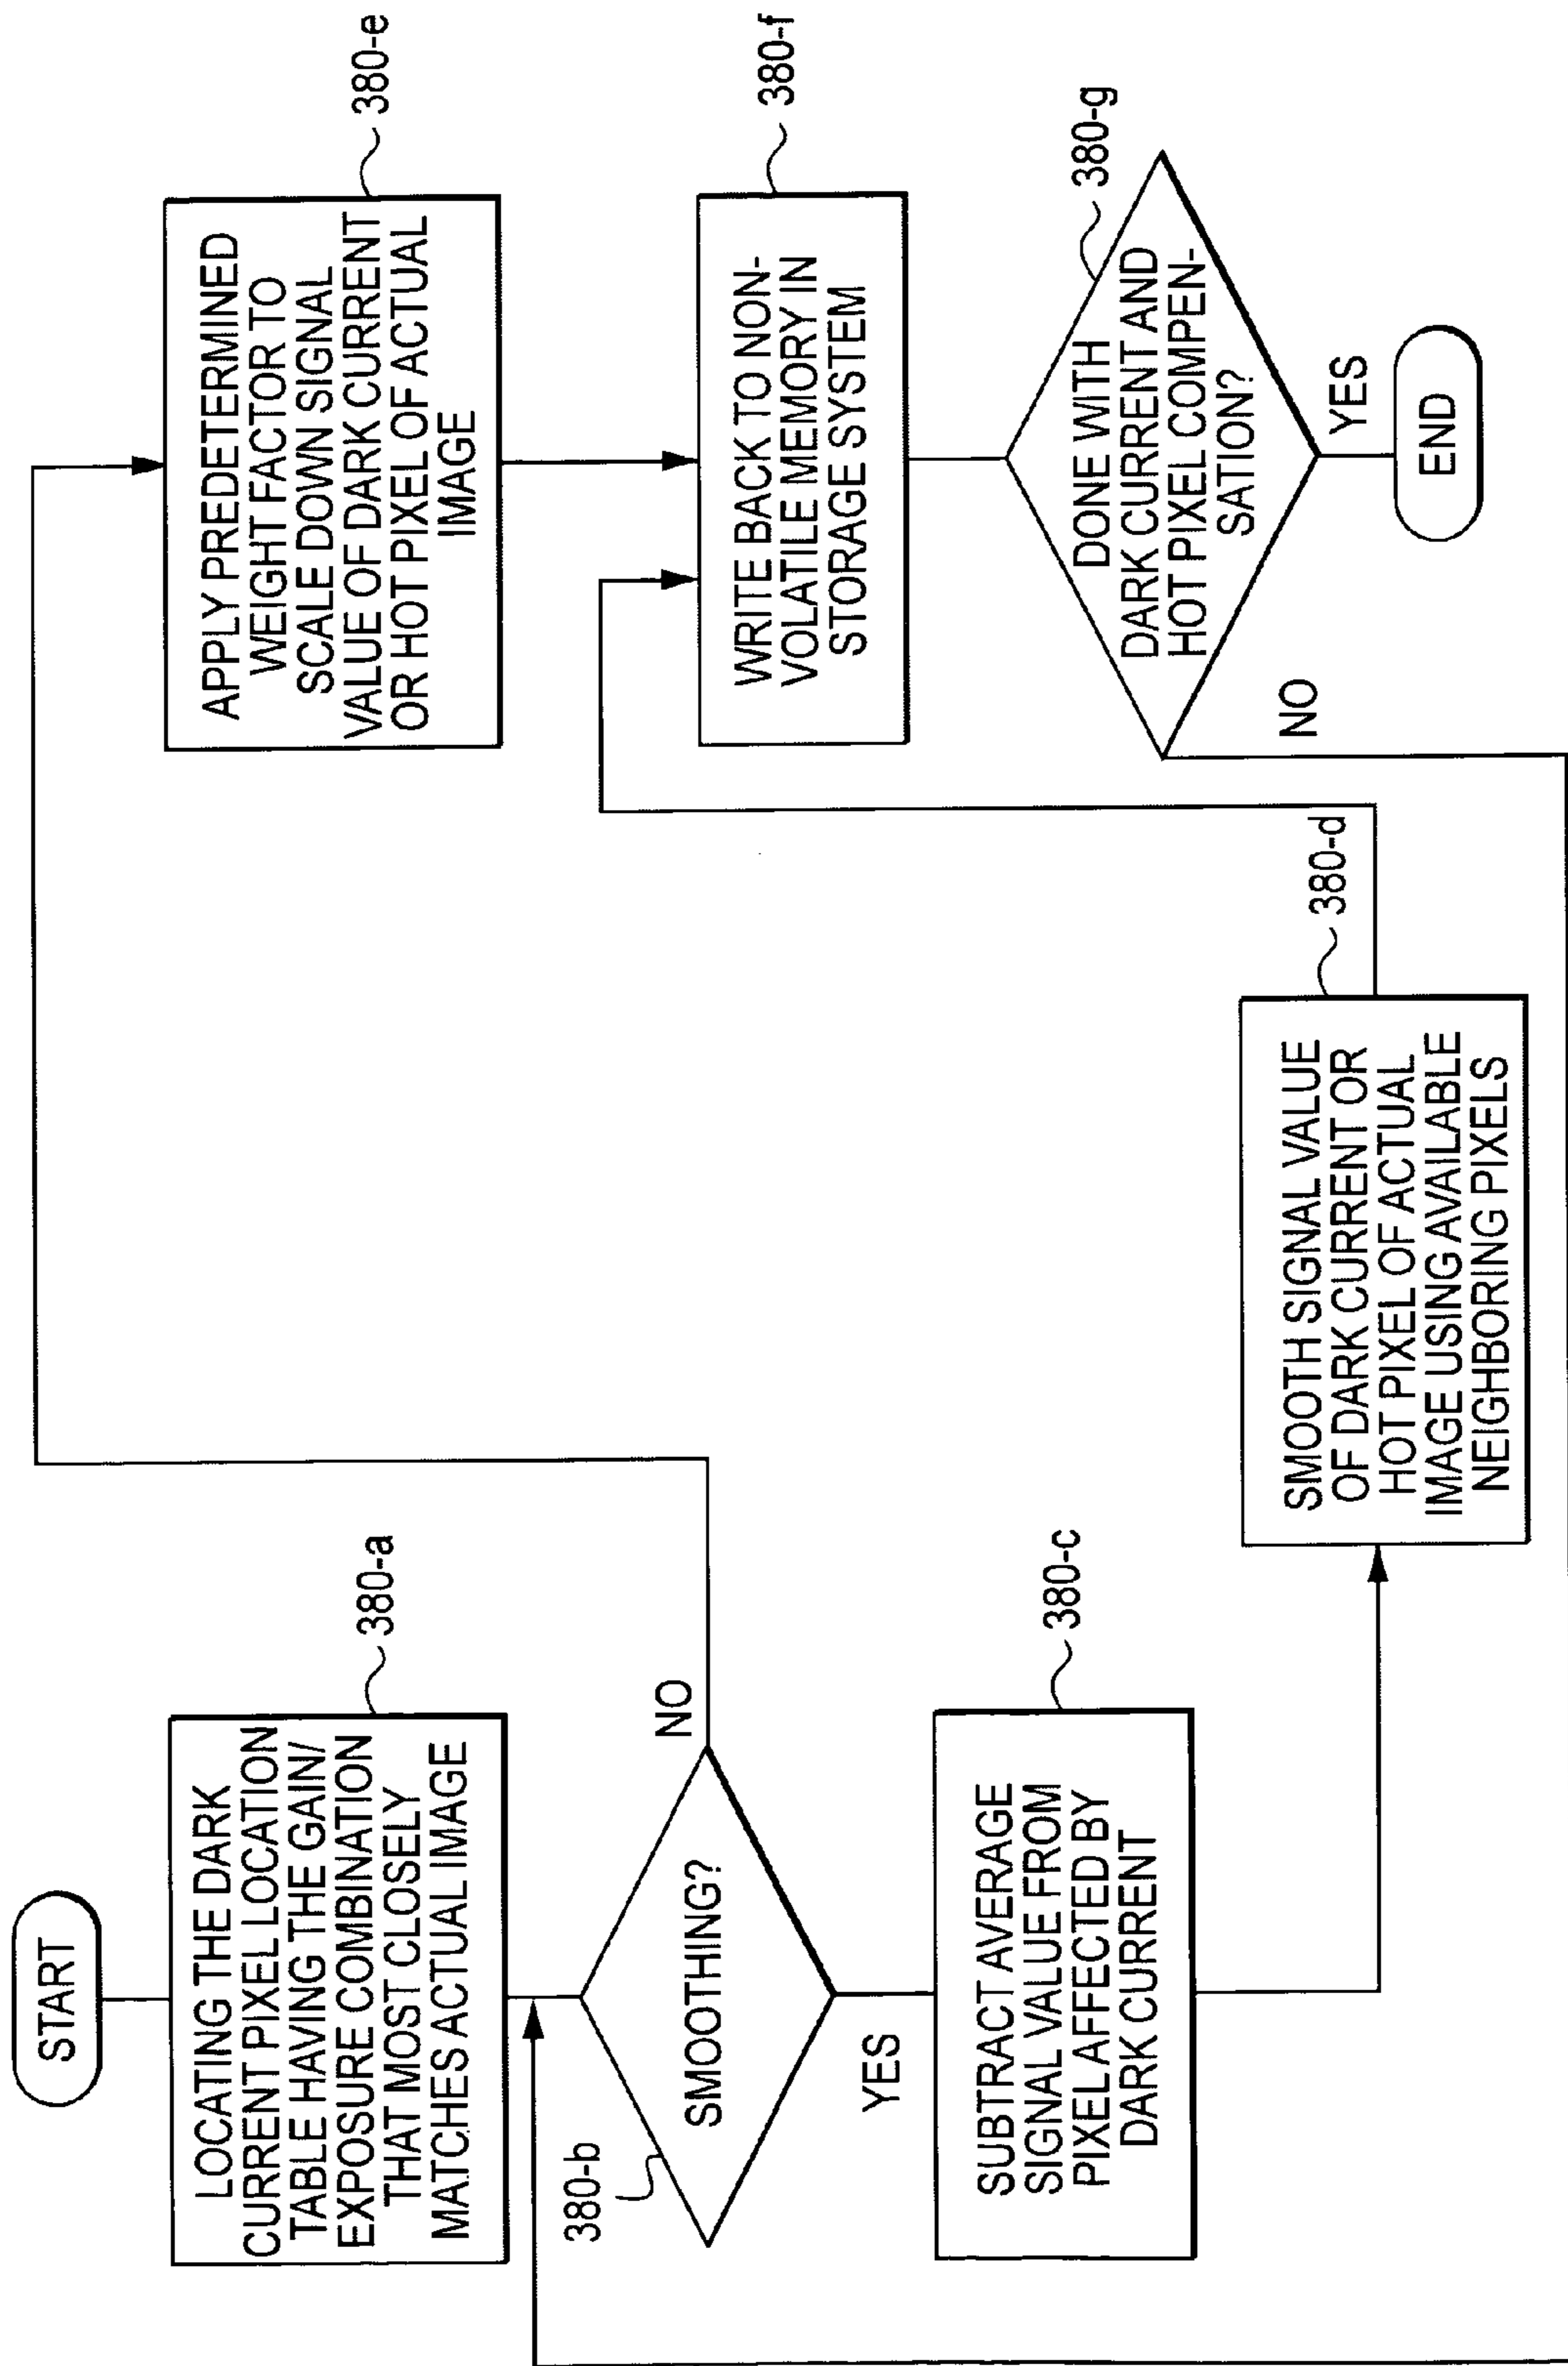 START
LOCATING THE DARK
CURRENT PIXEL LOCATION
TABLE HAVING THE GAIN/
EXPOSURE COMBINATION
THAT MOST CLOSELY
MATCHES ACTUAL IMAGE
380-a
380-b
SMOOTHING?
NO
YES
SUBTRACT AVERAGE
SIGNAL VALUE FROM
PIXEL AFFECTED BY
DARK CURRENT
380-c
SMOOTH SIGNAL VALUE
OF DARK CURRENT OR
HOT PIXEL OF ACTUAL
IMAGE USING AVAILABLE
NEIGHBORING PIXELS
380-d
APPLY PREDETERMINED
WEIGHT FACTOR TO
SCALE DOWN SIGNAL
VALUE OF DARK CURRENT
OR HOT PIXEL OF ACTUAL
IMAGE
380-e
WRITE BACK TO NON-
VOLATILE MEMORY IN
STORAGE SYSTEM
380-f
DONE WITH
DARK CURRENT AND
HOT PIXEL COMPEN-
SATION?
380-g
NO
YES
END